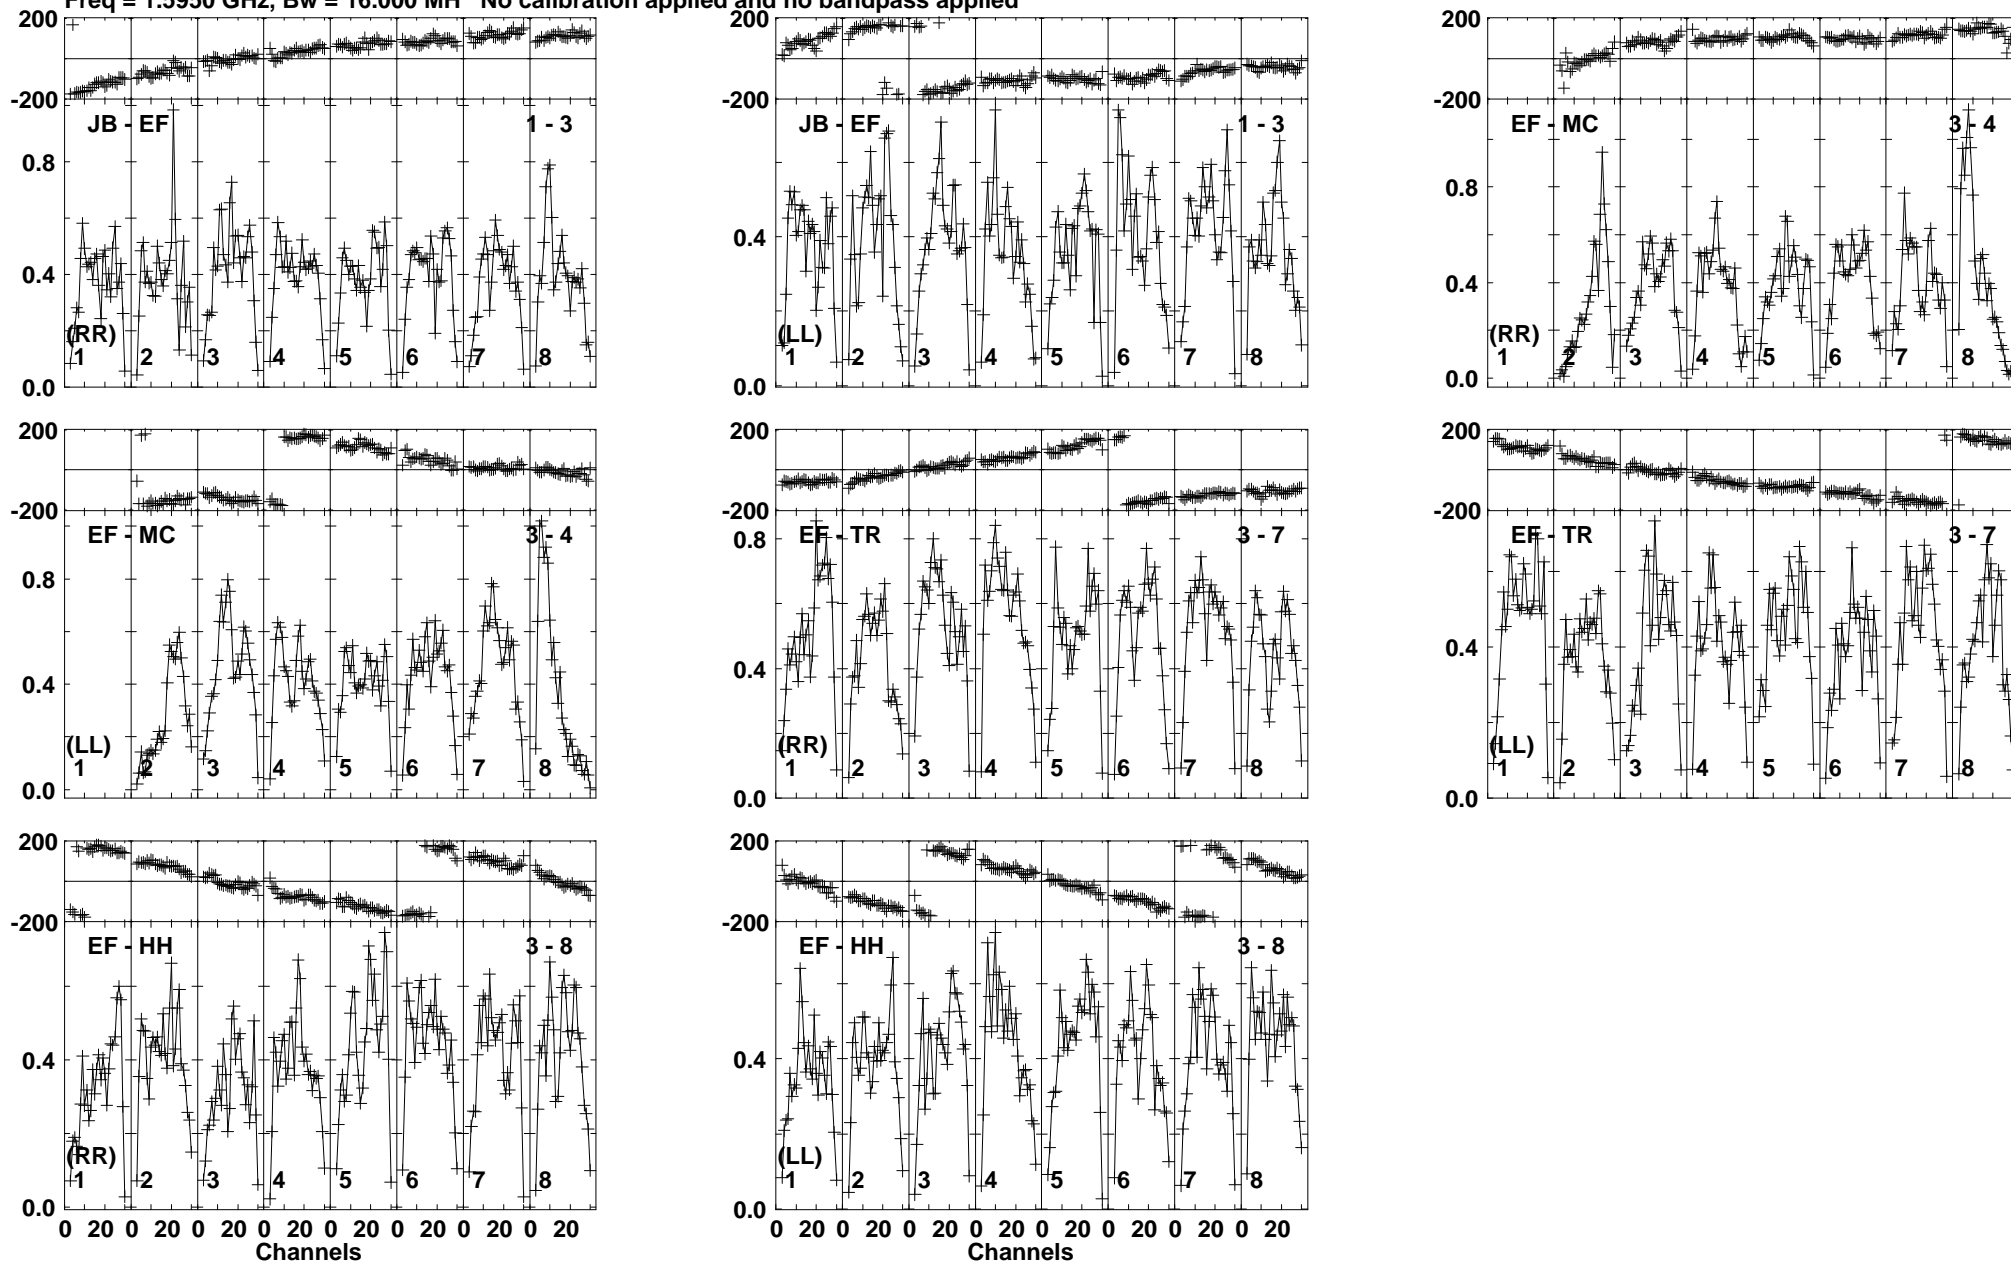 Freq = 1.5950 GHz, Bw = 16.000 MH No calibration applied and no bandpass applied
200
-200
JB - EF
1 - 3
0.8
0.4
0.0
(RR)
1 2 3 4 5 6 7 8
200
-200
JB - EF
1 - 3
0.4
0.0
(LL)
1 2 3 4 5 6 7 8
200
-200
EF - MC
3 - 4
0.8
0.4
0.0
(RR)
1 2 3 4 5 6 7 8
200
-200
EF - MC
3 - 4
0.8
0.4
0.0
(LL)
1 2 3 4 5 6 7 8
200
-200
EF - TR
3 - 7
0.8
0.4
0.0
(RR)
1 2 3 4 5 6 7 8
200
-200
EF - TR
3 - 7
0.4
0.0
(LL)
1 2 3 4 5 6 7 8
200
-200
EF - HH
3 - 8
0.4
0.0
(RR)
1 2 3 4 5 6 7 8
0 20 0 20 0 20 0 20 0 20 0 20 0 20 0 20
Channels
200
-200
EF - HH
3 - 8
0.4
0.0
(LL)
1 2 3 4 5 6 7 8
0 20 0 20 0 20 0 20 0 20 0 20 0 20 0 20
Channels